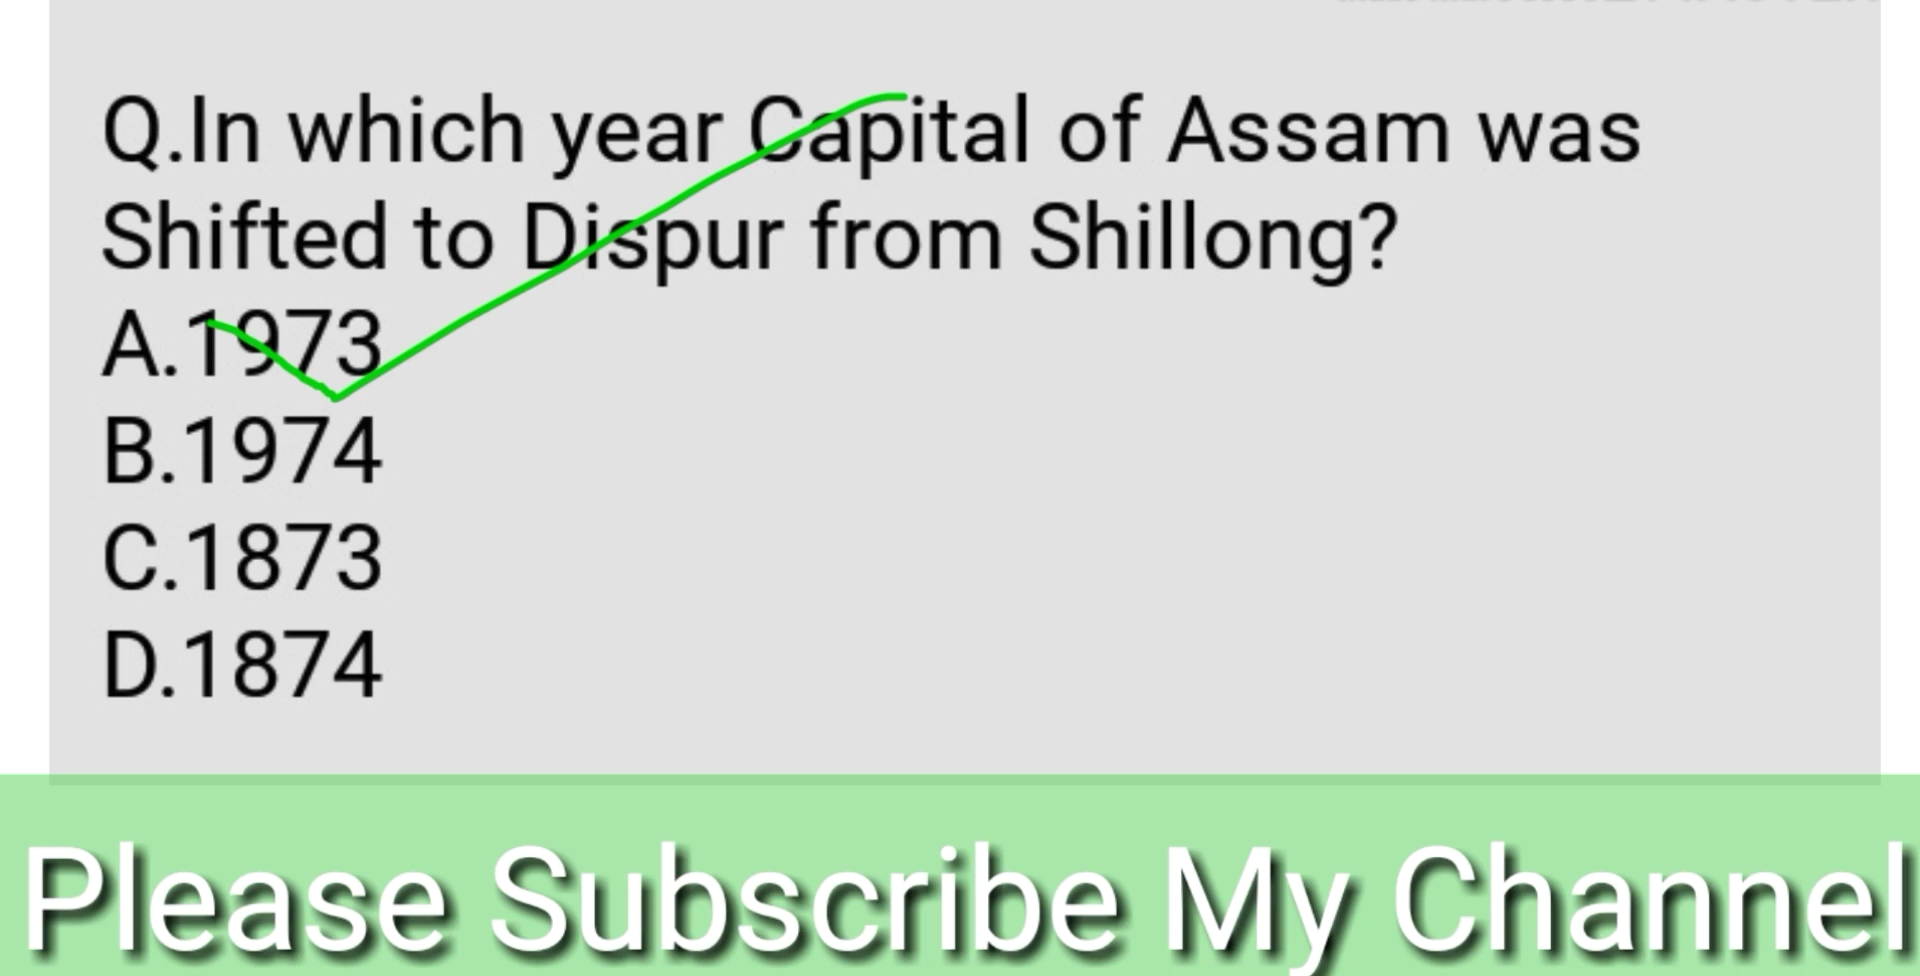 Q.In which year Capital of Assam was
Shifted to Dispur from Shillong?
A.1973
B.1974
C.1873
D.1874
Please Subscribe My Channel